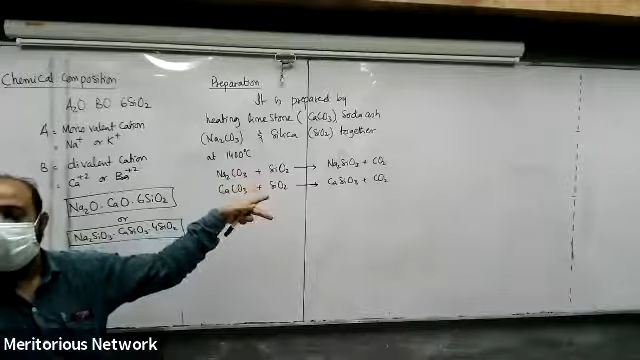 Chemical Composition
A₂O BO 6SiO₂
A = Mono valent Cation
= Na⁺ or K⁺
B = divalent Cation
= Ca⁺² or Ba⁺²
Na₂O . CaO . 6SiO₂
or
Na₂SiO₃ . CaSiO₃ . 4SiO₂
Preparation
It is prepared by
heating lime stone (CaCO₃) Soda ash
(Na₂CO₃) & Silica (SiO₂) together
at 1400°C
Na₂CO₃ + SiO₂ → Na₂SiO₃ + CO₂
CaCO₃ + SiO₂ → CaSiO₃ + CO₂
Meritorious Network